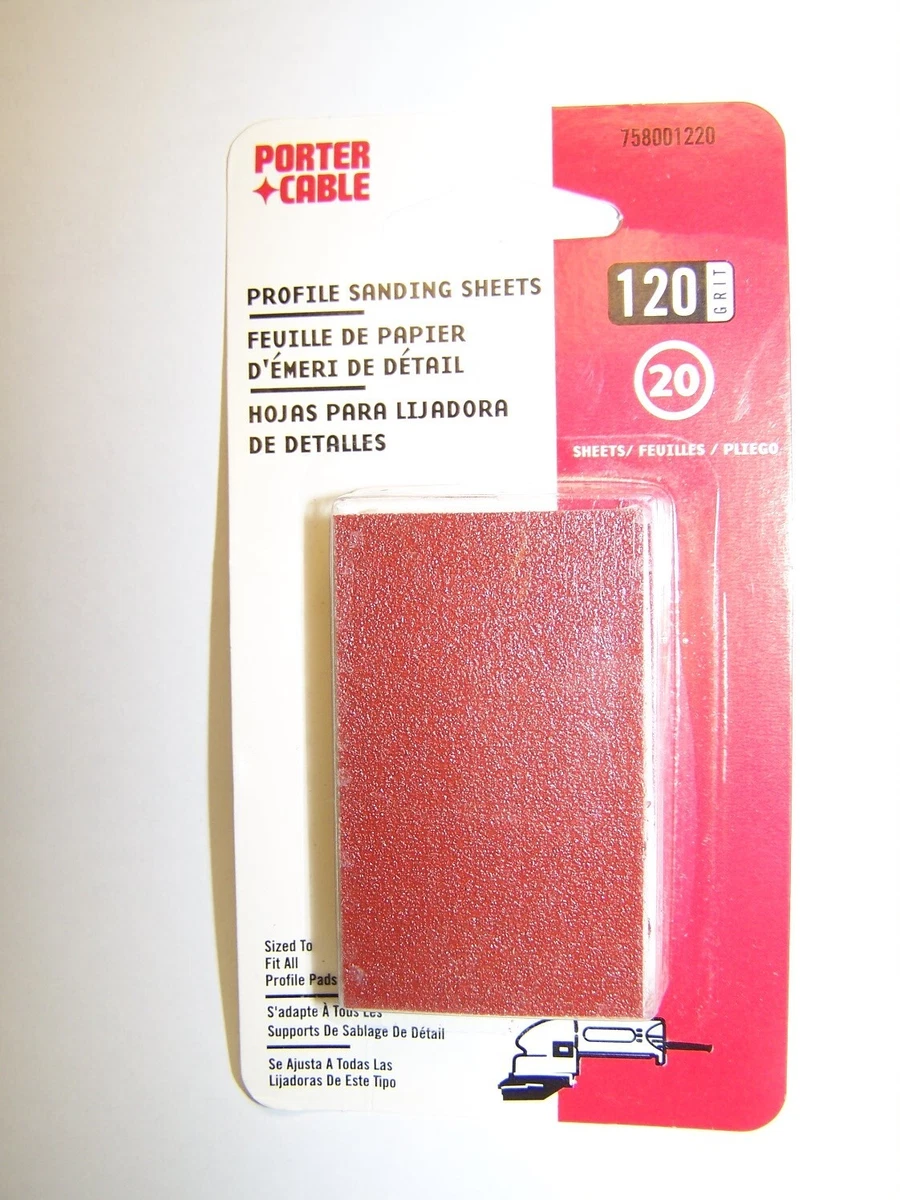 PORTER
CABLE
758001220
PROFILE SANDING SHEETS
FEUILLE DE PAPIER
D'ÉMERI DE DÉTAIL
HOJAS PARA LIJADORA
DE DETALLES
120 GRIT
20
SHEETS/ FEUILLES / PLIEGO
Sized To
Fit All
Profile Pads
S'adapte À Tous Les
Supports De Sablage De Détail
Se Ajusta A Todas Las
Lijadoras De Este Tipo